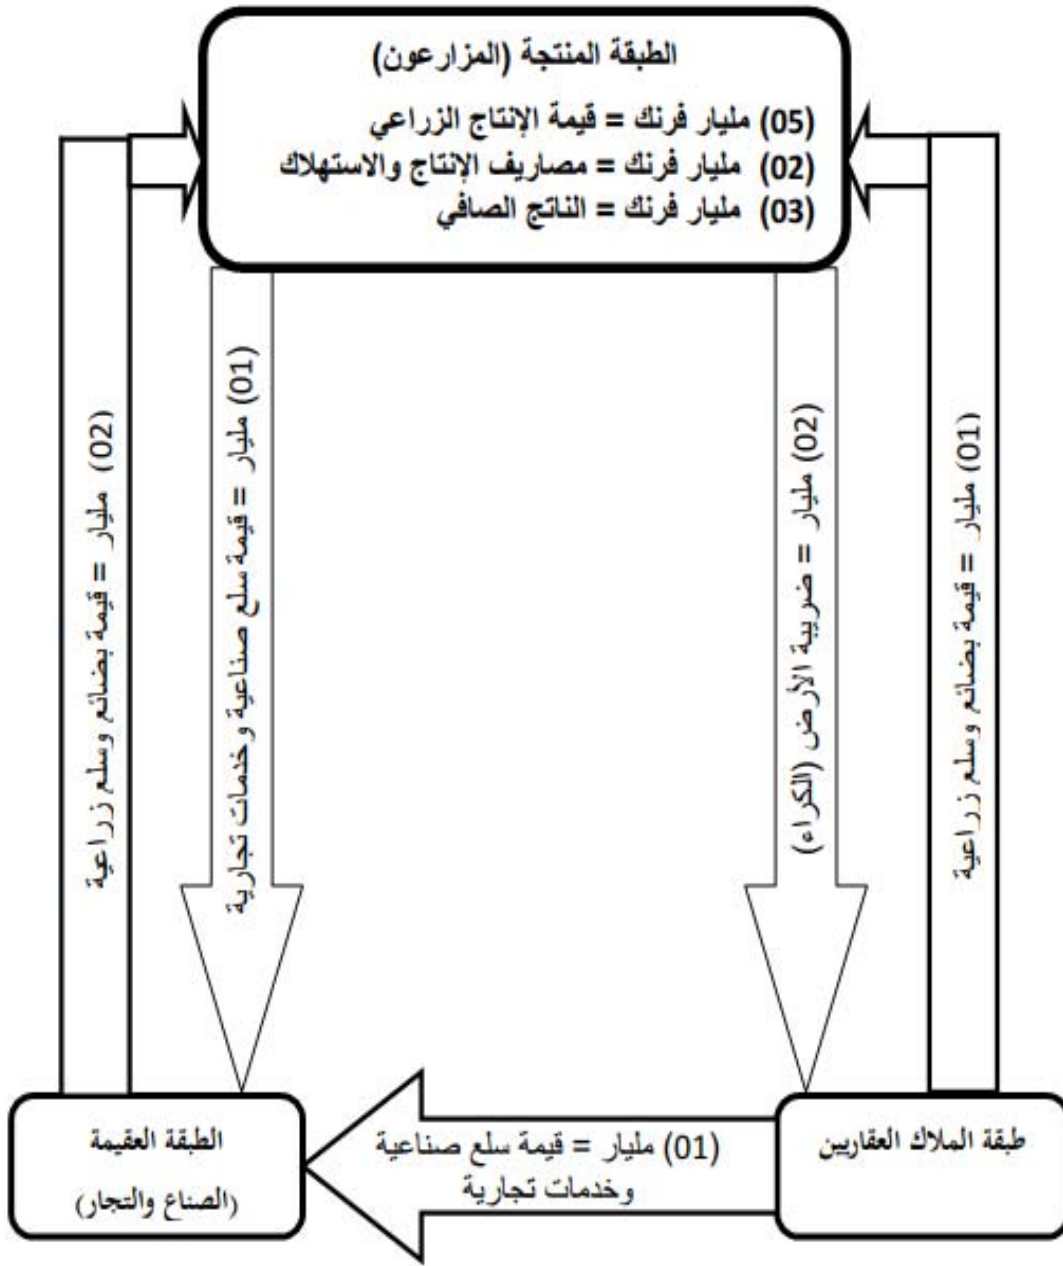 الطبقة المنتجة (المزارعون)
(05) مليار فرنك = قيمة الإنتاج الزراعي
(02) مليار فرنك = مصاريف الإنتاج والاستهلاك
(03) مليار فرنك = الناتج الصافي
(01) مليار = قيمة بضائع وسلع زراعية
(02) مليار = ضريبة الأرض (الكراء)
(01) مليار = قيمة سلع صناعية وخدمات تجارية
(02) مليار = قيمة بضائع وسلع زراعية
طبقة الملاك العقاريين
(01) مليار = قيمة سلع صناعية
وخدمات تجارية
الطبقة العقيمة
(الصناع والتجار)